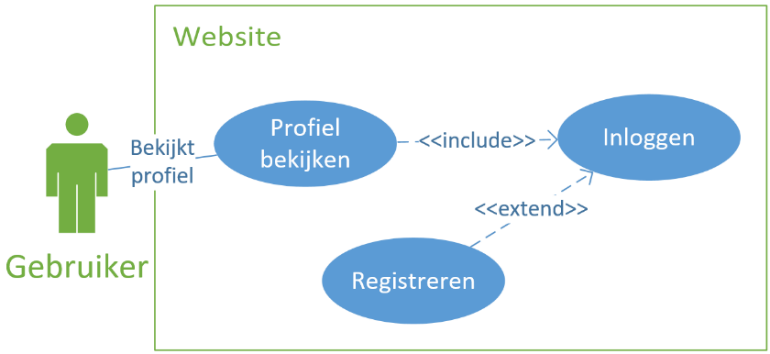 Website
Profiel
bekijken
<<include>>
Inloggen
Bekijkt
profiel
<<extend>>
Gebruiker
Registreren